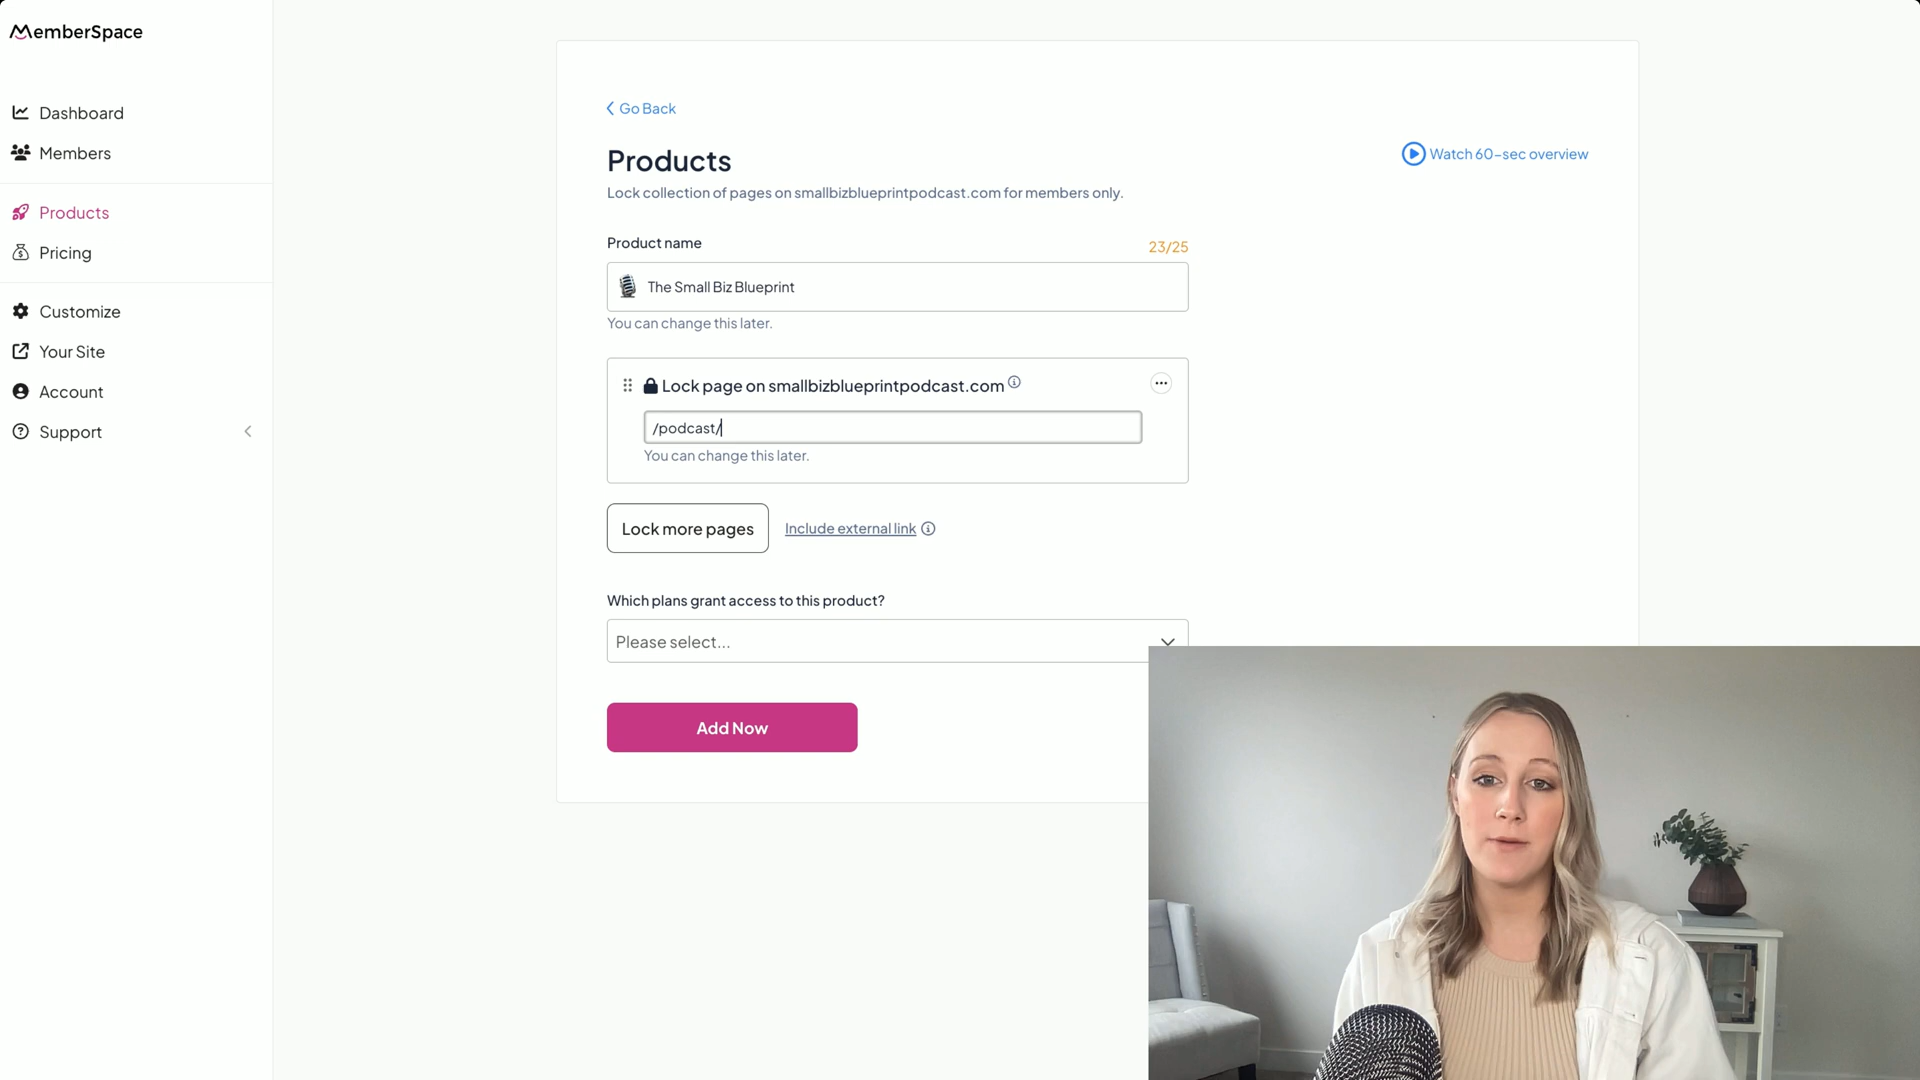 MemberSpace
Dashboard
Members
Products
Pricing
Customize
Your Site
Account
Support
Go Back
Products
Watch 60-sec overview
Lock collection of pages on smallbizblueprintpodcast.com for members only.
Product name
23/25
The Small Biz Blueprint
You can change this later.
Lock page on smallbizblueprintpodcast.com
/podcast/
You can change this later.
Lock more pages
Include external link
Which plans grant access to this product?
Please select...
Add Now